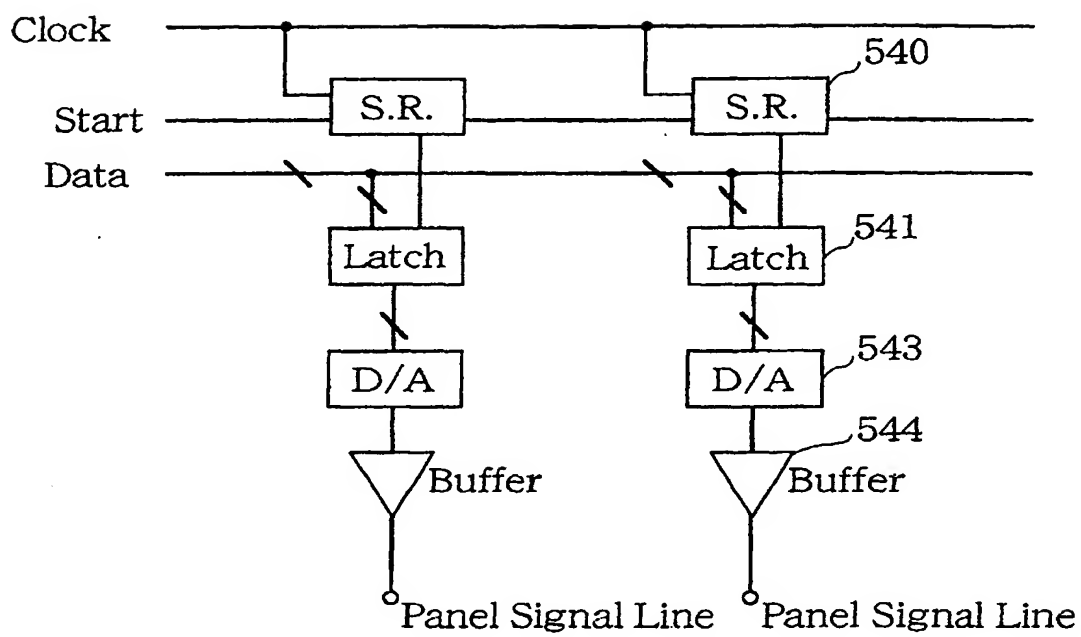 Clock
540
S.R.
S.R.
Start
Data
541
Latch
Latch
543
D/A
D/A
544
Buffer
Buffer
Panel Signal Line
Panel Signal Line